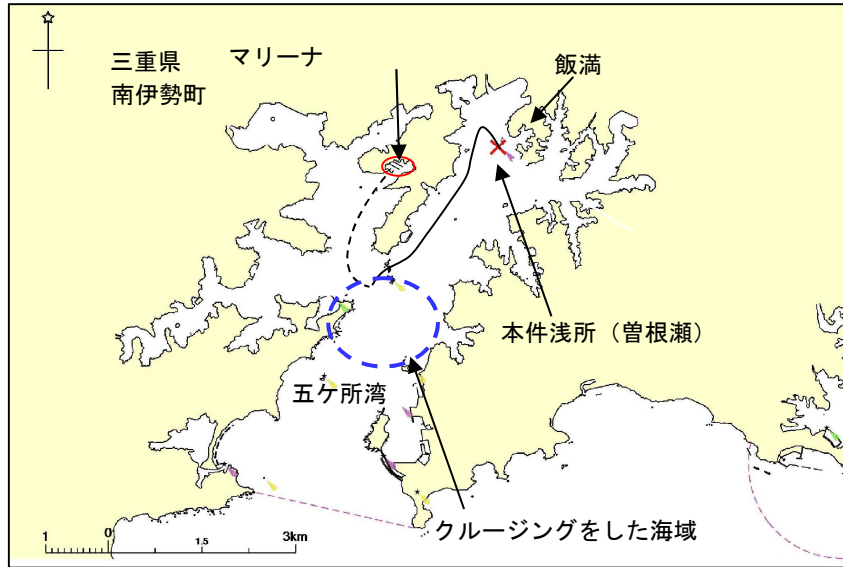 三重県
南伊勢町
マリーナ
飯満
本件浅所（曽根瀬）
五ケ所湾
クルージングをした海域
1 0 1.5 3km